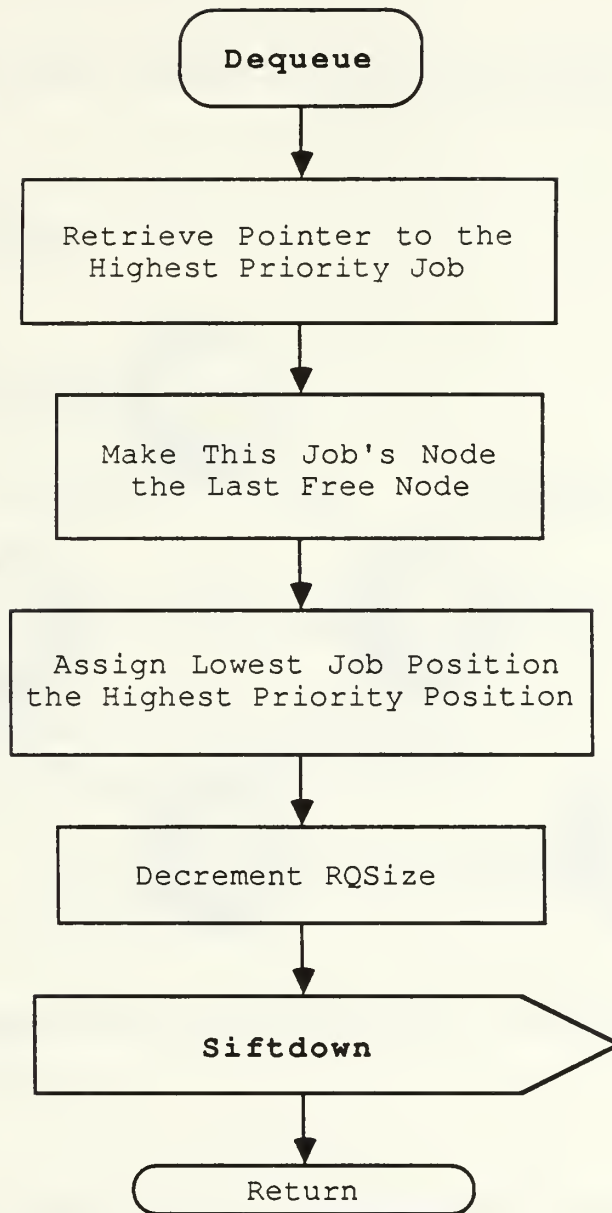 Dequeue
Retrieve Pointer to the
Highest Priority Job
Make This Job's Node
the Last Free Node
Assign Lowest Job Position
the Highest Priority Position
Decrement RQSize
Siftdown
Return